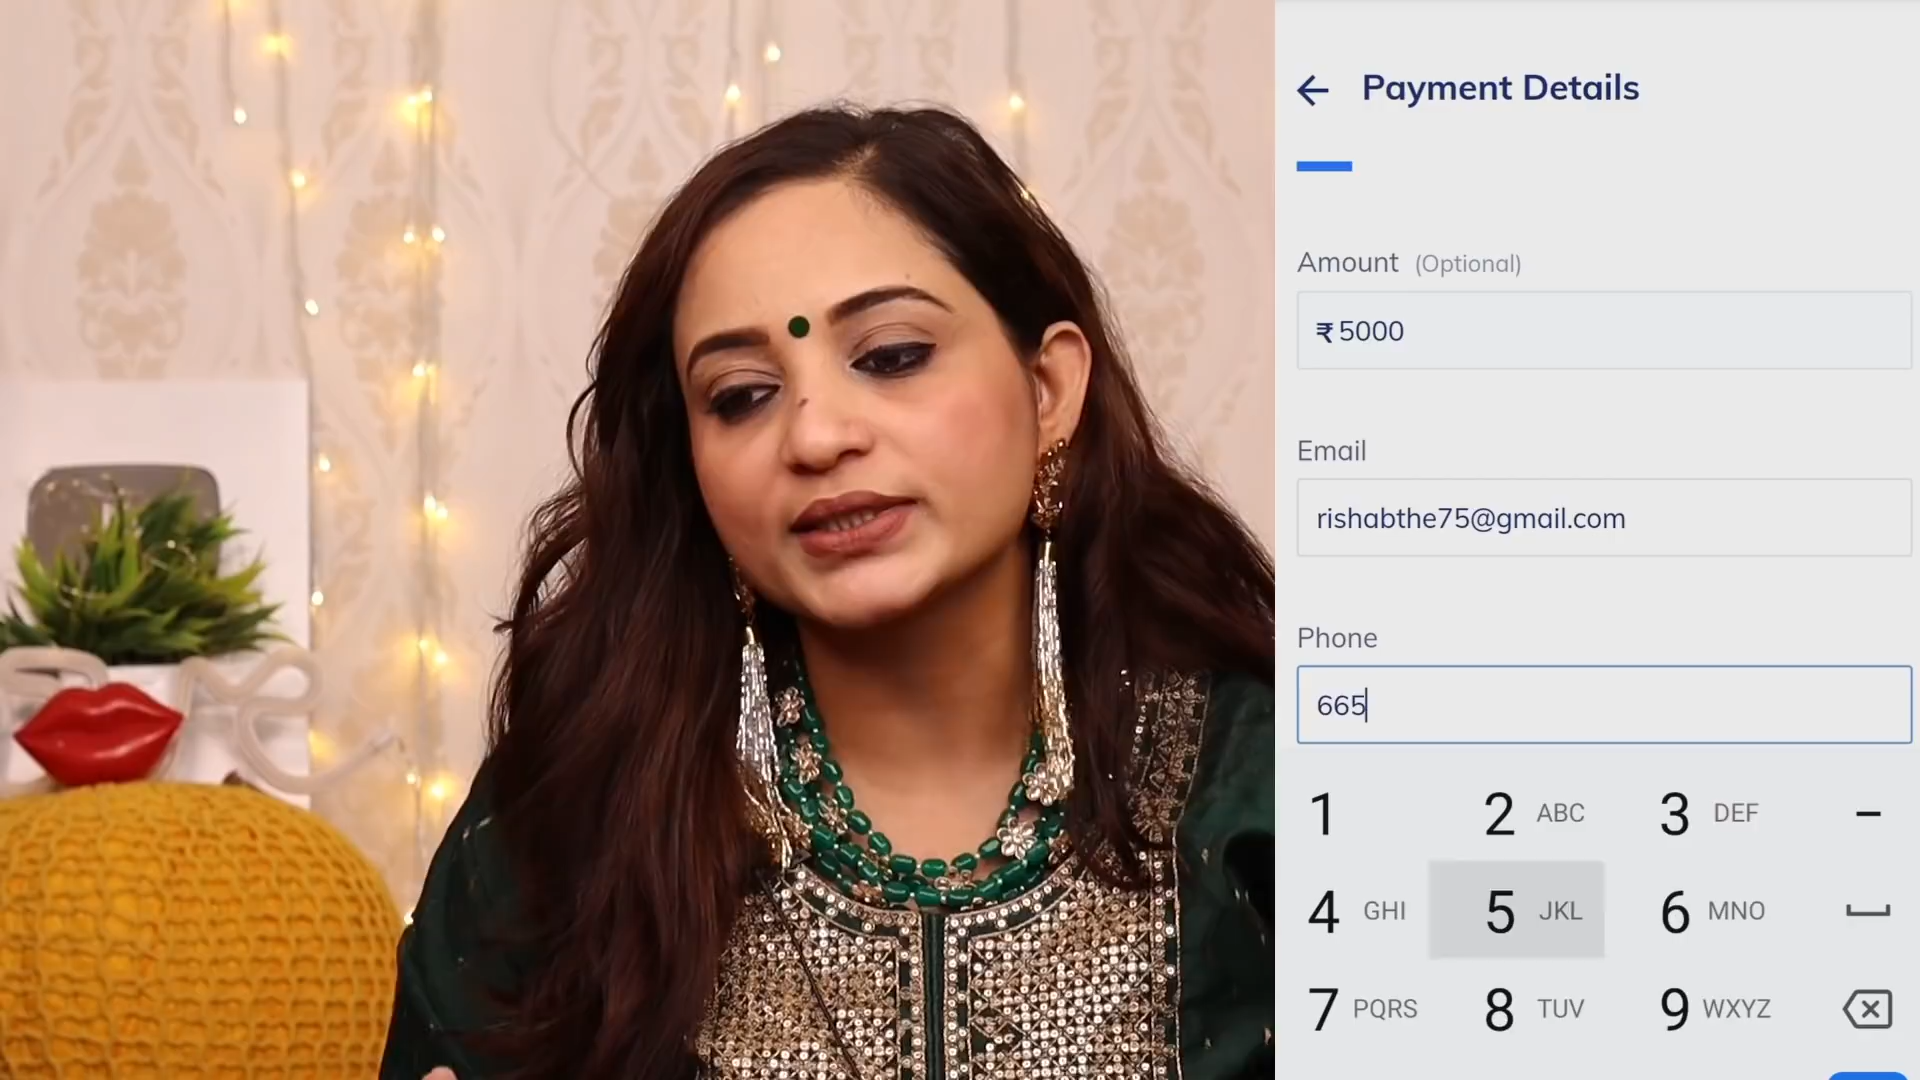 Payment Details
Amount (Optional)
₹ 5000
Email
rishabthe75@gmail.com
Phone
665
1 2 ABC 3 DEF -
4 GHI 5 JKL 6 MNO
7 PQRS 8 TUV 9 WXYZ